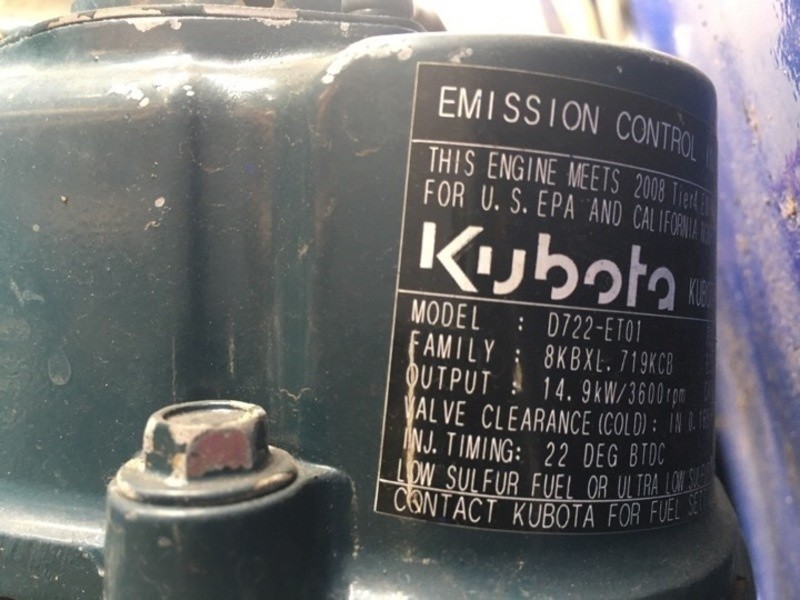 EMISSION CONTROL
THIS ENGINE MEETS 2008 Tier4
FOR U.S.EPA AND CALIFORNIA
Kubota
MODEL : D722-ET01
FAMILY : 8KBXL.719KCB
OUTPUT : 14.9kW/3600rpm
VALVE CLEARANCE(COLD): IN
INJ.TIMING: 22 DEG BTDC
LOW SULFUR FUEL OR ULTRA LOW
CONTACT KUBOTA FOR FUEL